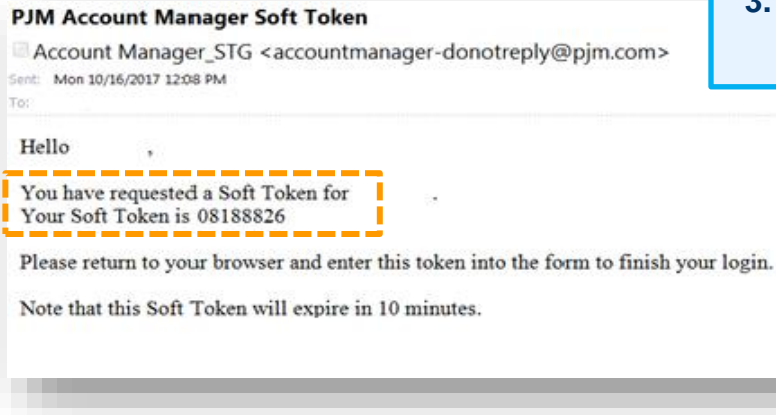 PJM Account Manager Soft Token
3.
Account Manager_STG <accountmanager-donotreply@pjm.com>
Sent: Mon 10/16/2017 12:08 PM
To:
Hello ,
You have requested a Soft Token for .
Your Soft Token is 08188826
Please return to your browser and enter this token into the form to finish your login.
Note that this Soft Token will expire in 10 minutes.